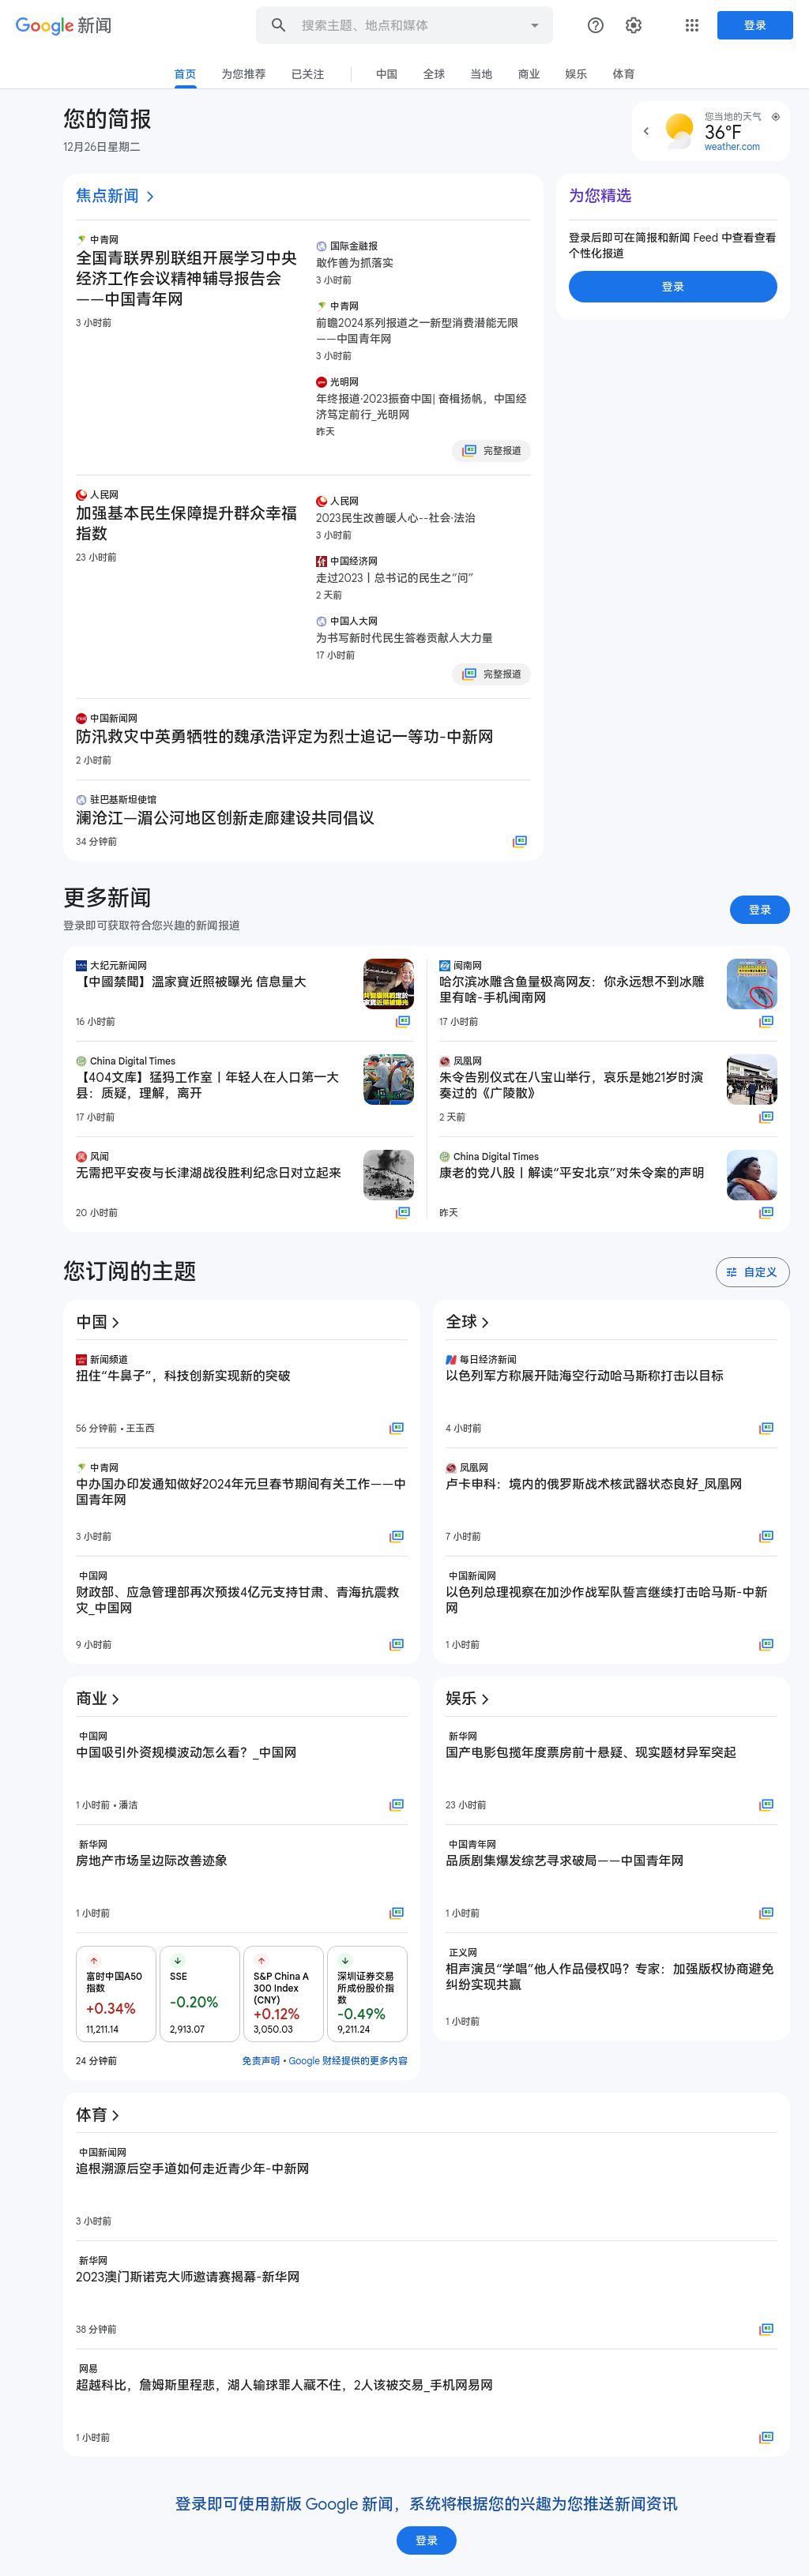 Google 新闻
搜索主题、地点和媒体
登录
首页
为您推荐
已关注
中国
全球
当地
商业
娱乐
体育
您的简报
12月26日星期二
您当地的天气
36°F
weather.com
焦点新闻
中青网
全国青联界别联组开展学习中央
经济工作会议精神辅导报告会
——中国青年网
3 小时前
国际金融报
敢作善为抓落实
3 小时前
中青网
前瞻2024系列报道之一新型消费潜能无限
——中国青年网
3 小时前
光明网
年终报道·2023振奋中国| 奋楫扬帆，中国经
济笃定前行_光明网
昨天
完整报道
人民网
加强基本民生保障提升群众幸福
指数
23 小时前
人民网
2023民生改善暖人心--社会·法治
3 小时前
中国经济网
走过2023丨总书记的民生之“问”
2 天前
中国人大网
为书写新时代民生答卷贡献人大力量
17 小时前
完整报道
中国新闻网
防汛救灾中英勇牺牲的魏承浩评定为烈士追记一等功-中新网
2 小时前
驻巴基斯坦使馆
澜沧江—湄公河地区创新走廊建设共同倡议
34 分钟前
为您精选
登录后即可在简报和新闻 Feed 中查看查看
个性化报道
登录
更多新闻
登录即可获取符合您兴趣的新闻报道
登录
大纪元新闻网
【中國禁聞】溫家寶近照被曝光 信息量大
16 小时前
闽南网
哈尔滨冰雕含鱼量极高网友：你永远想不到冰雕
里有啥-手机闽南网
17 小时前
China Digital Times
【404文库】猛犸工作室丨年轻人在人口第一大
县：质疑，理解，离开
17 小时前
凤凰网
朱令告别仪式在八宝山举行，哀乐是她21岁时演
奏过的《广陵散》
2 天前
风闻
无需把平安夜与长津湖战役胜利纪念日对立起来
20 小时前
China Digital Times
康老的党八股丨解读“平安北京”对朱令案的声明
昨天
您订阅的主题
自定义
中国
新闻频道
扭住“牛鼻子”，科技创新实现新的突破
56 分钟前 • 王玉西
中青网
中办国办印发通知做好2024年元旦春节期间有关工作——中
国青年网
3 小时前
中国网
财政部、应急管理部再次预拨4亿元支持甘肃、青海抗震救
灾_中国网
9 小时前
全球
每日经济新闻
以色列军方称展开陆海空行动哈马斯称打击以目标
4 小时前
凤凰网
卢卡申科：境内的俄罗斯战术核武器状态良好_凤凰网
7 小时前
中国新闻网
以色列总理视察在加沙作战军队誓言继续打击哈马斯-中新
网
1 小时前
商业
中国网
中国吸引外资规模波动怎么看？_中国网
1 小时前 • 潘洁
新华网
房地产市场呈边际改善迹象
1 小时前
富时中国A50
指数
+0.34%
11,211.14
SSE
-0.20%
2,913.07
S&P China A
300 Index
(CNY)
+0.12%
3,050.03
深圳证券交易
所成份股价指
数
-0.49%
9,211.24
24 分钟前
免责声明 • Google 财经提供的更多内容
娱乐
新华网
国产电影包揽年度票房前十悬疑、现实题材异军突起
23 小时前
中国青年网
品质剧集爆发综艺寻求破局——中国青年网
1 小时前
正义网
相声演员“学唱”他人作品侵权吗？专家：加强版权协商避免
纠纷实现共赢
1 小时前
体育
中国新闻网
追根溯源后空手道如何走近青少年-中新网
3 小时前
新华网
2023澳门斯诺克大师邀请赛揭幕-新华网
38 分钟前
网易
超越科比，詹姆斯里程悲，湖人输球罪人藏不住，2人该被交易_手机网易网
1 小时前
登录即可使用新版 Google 新闻，系统将根据您的兴趣为您推送新闻资讯
登录